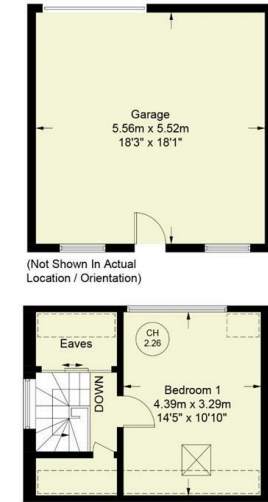 Garage
5.56m x 5.52m
18'3" x 18'1"
(Not Shown In Actual
Location / Orientation)
Eaves
DOWN
CH
2.26
Bedroom 1
4.39m x 3.29m
14'5" x 10'10"